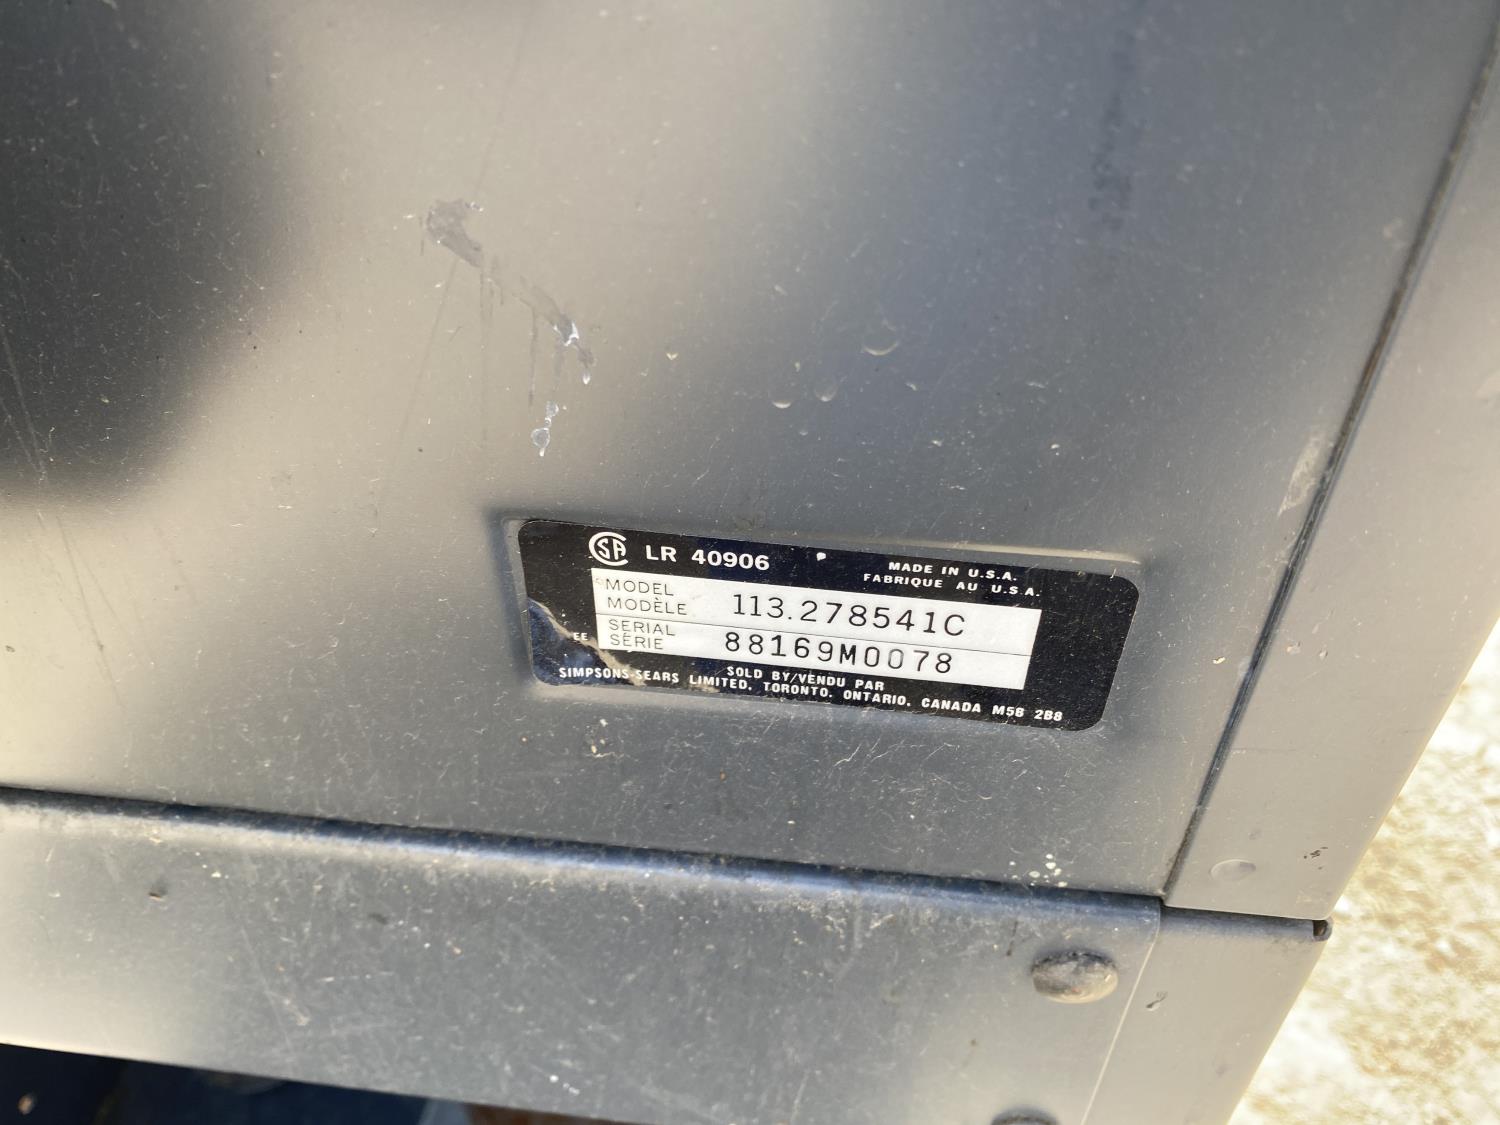 CSA LR 40906
MADE IN U.S.A.
FABRIQUE AU U.S.A.
MODEL
MODÈLE
113.278541C
SERIAL
SÉRIE
88169M0078
EE
SOLD BY/VENDU PAR
SIMPSONS-SEARS LIMITED, TORONTO, ONTARIO, CANADA M5B 2B8